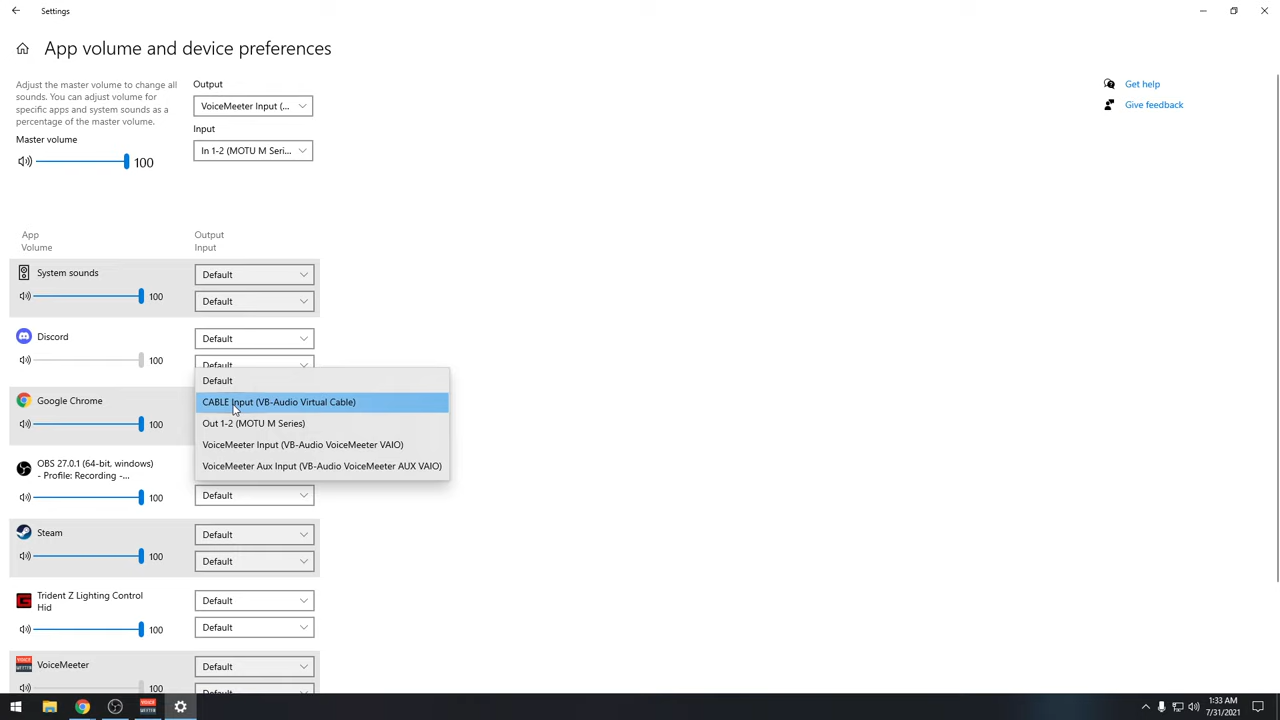 Settings
App volume and device preferences
Adjust the master volume to change all
sounds. You can adjust volume for
specific apps and system sounds as a
percentage of the master volume.
Output
VoiceMeeter Input (...
Input
In 1-2 (MOTU M Seri...
Master volume
100
Get help
Give feedback
App
Volume
Output
Input
System sounds
Default
100
Default
Discord
Default
100
Default
Google Chrome
100
Default
CABLE Input (VB-Audio Virtual Cable)
Out 1-2 (MOTU M Series)
VoiceMeeter Input (VB-Audio VoiceMeeter VAIO)
VoiceMeeter Aux Input (VB-Audio VoiceMeeter AUX VAIO)
OBS 27.0.1 (64-bit, windows)
- Profile: Recording -...
100
Default
Steam
Default
100
Default
Trident Z Lighting Control
Hid
Default
100
Default
VoiceMeeter
Default
100
Default
1:33 AM
7/31/2021